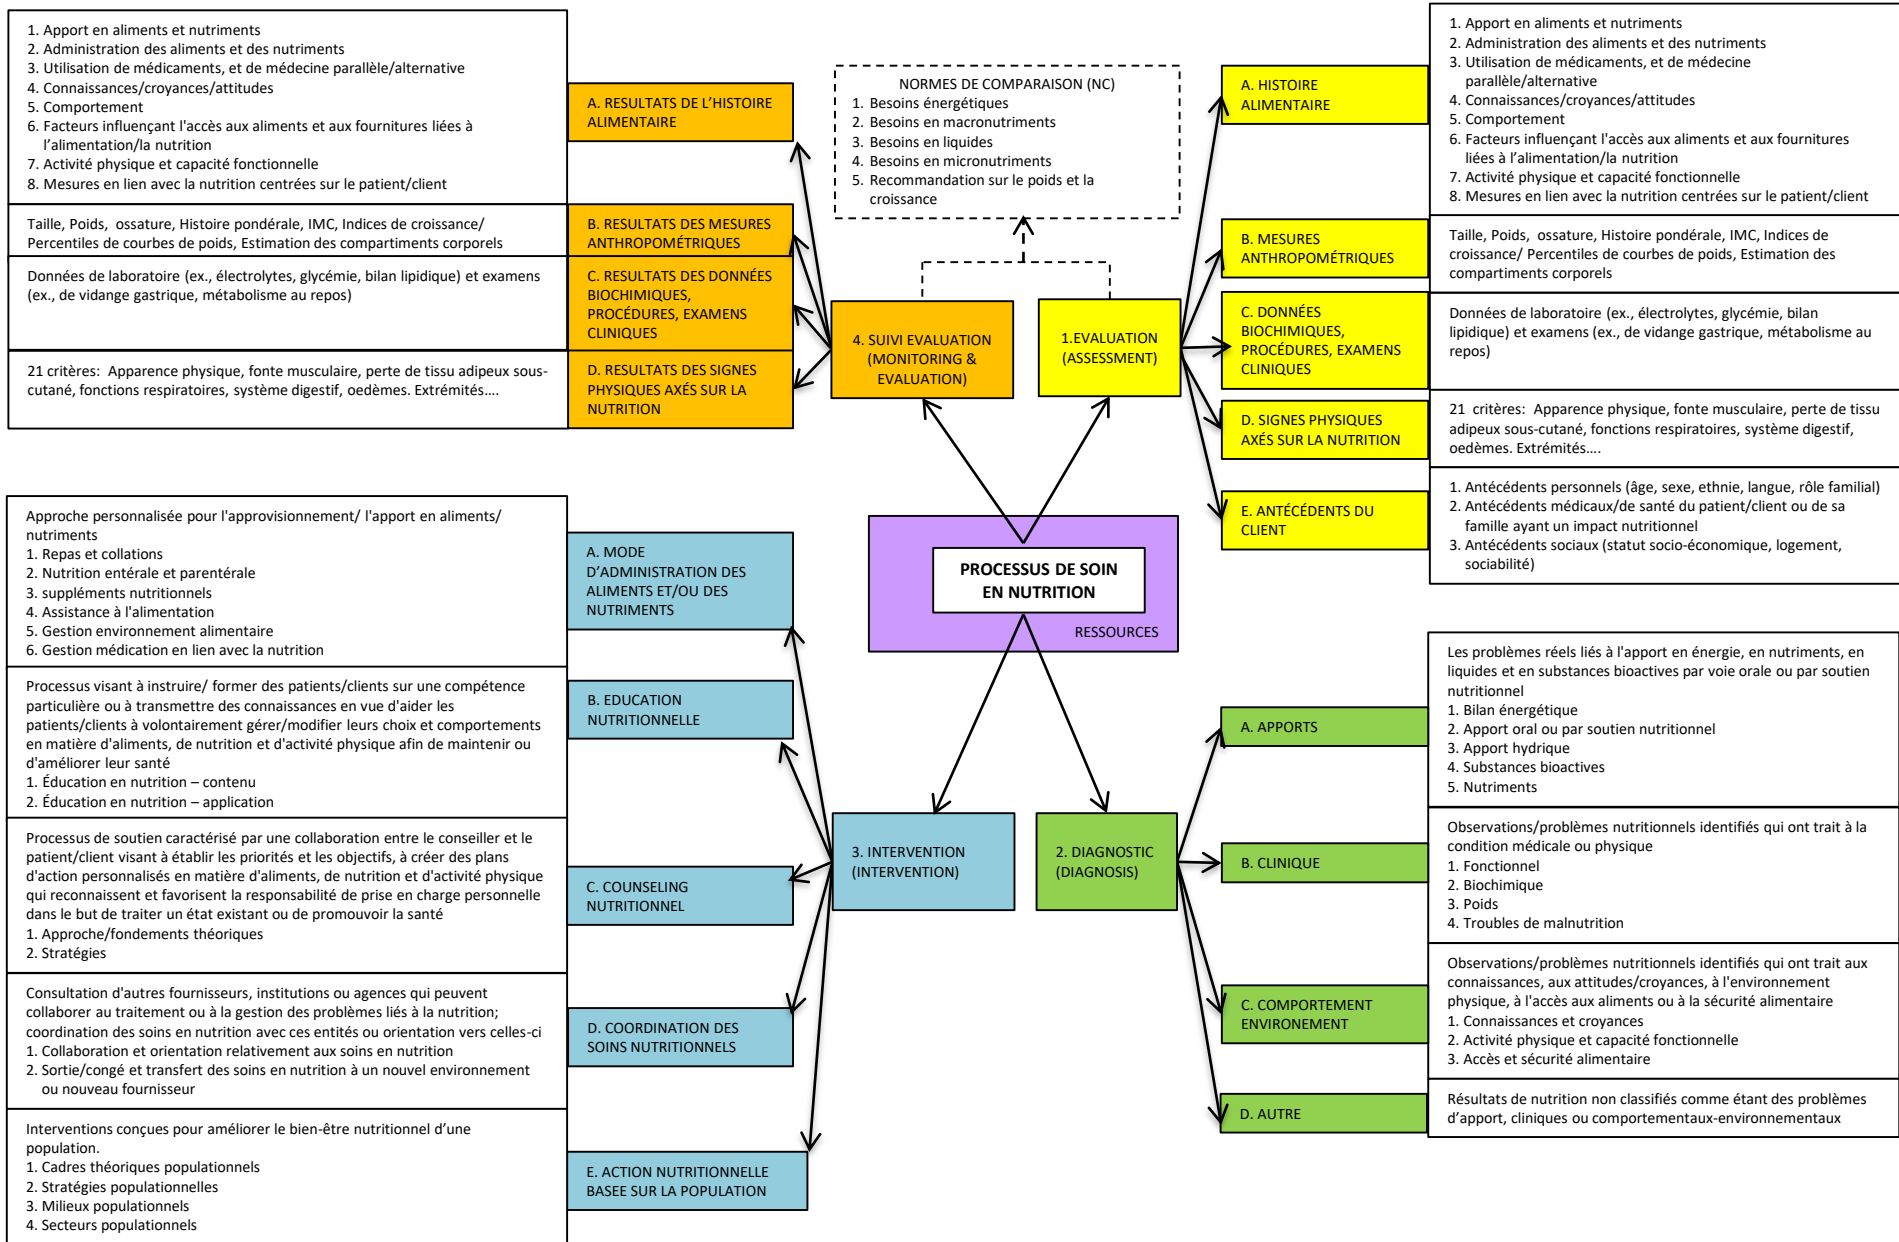 1. Apport en aliments et nutriments
2. Administration des aliments et des nutriments
3. Utilisation de médicaments, et de médecine parallèle/alternative
4. Connaissances/croyances/attitudes
5. Comportement
6. Facteurs influençant l'accès aux aliments et aux fournitures liées à
l'alimentation/la nutrition
7. Activité physique et capacité fonctionnelle
8. Mesures en lien avec la nutrition centrées sur le patient/client
A. RESULTATS DE L'HISTOIRE
ALIMENTAIRE
Taille, Poids, ossature, Histoire pondérale, IMC, Indices de croissance/
Percentiles de courbes de poids, Estimation des compartiments corporels
B. RESULTATS DES MESURES
ANTHROPOMÉTRIQUES
Données de laboratoire (ex., électrolytes, glycémie, bilan lipidique) et examens
(ex., de vidange gastrique, métabolisme au repos)
C. RESULTATS DES DONNÉES
BIOCHIMIQUES,
PROCÉDURES, EXAMENS
CLINIQUES
21 critères: Apparence physique, fonte musculaire, perte de tissu adipeux sous-
cutané, fonctions respiratoires, système digestif, oedèmes. Extrémités....
D. RESULTATS DES SIGNES
PHYSIQUES AXÉS SUR LA
NUTRITION
NORMES DE COMPARAISON (NC)
1. Besoins énergétiques
2. Besoins en macronutriments
3. Besoins en liquides
4. Besoins en micronutriments
5. Recommandation sur le poids et la
croissance
4. SUIVI EVALUATION
(MONITORING &
EVALUATION)
1.EVALUATION
(ASSESSMENT)
A. HISTOIRE
ALIMENTAIRE
1. Apport en aliments et nutriments
2. Administration des aliments et des nutriments
3. Utilisation de médicaments, et de médecine
parallèle/alternative
4. Connaissances/croyances/attitudes
5. Comportement
6. Facteurs influençant l'accès aux aliments et aux fournitures
liées à l'alimentation/la nutrition
7. Activité physique et capacité fonctionnelle
8. Mesures en lien avec la nutrition centrées sur le patient/client
B. MESURES
ANTHROPOMÉTRIQUES
Taille, Poids, ossature, Histoire pondérale, IMC, Indices de
croissance/ Percentiles de courbes de poids, Estimation des
compartiments corporels
C. DONNÉES
BIOCHIMIQUES,
PROCÉDURES, EXAMENS
CLINIQUES
Données de laboratoire (ex., électrolytes, glycémie, bilan
lipidique) et examens (ex., de vidange gastrique, métabolisme au
repos)
D. SIGNES PHYSIQUES
AXÉS SUR LA NUTRITION
21 critères: Apparence physique, fonte musculaire, perte de tissu
adipeux sous-cutané, fonctions respiratoires, système digestif,
oedèmes. Extrémités....
E. ANTÉCÉDENTS DU
CLIENT
1. Antécédents personnels (âge, sexe, ethnie, langue, rôle familial)
2. Antécédents médicaux/de santé du patient/client ou de sa
famille ayant un impact nutritionnel
3. Antécédents sociaux (statut socio-économique, logement,
sociabilité)
PROCESSUS DE SOIN
EN NUTRITION
RESSOURCES
Approche personnalisée pour l'approvisionnement/ l'apport en aliments/
nutriments
1. Repas et collations
2. Nutrition entérale et parentérale
3. suppléments nutritionnels
4. Assistance à l'alimentation
5. Gestion environnement alimentaire
6. Gestion médication en lien avec la nutrition
A. MODE
D'ADMINISTRATION DES
ALIMENTS ET/OU DES
NUTRIMENTS
Processus visant à instruire/ former des patients/clients sur une compétence
particulière ou à transmettre des connaissances en vue d'aider les
patients/clients à volontairement gérer/modifier leurs choix et comportements
en matière d'aliments, de nutrition et d'activité physique afin de maintenir ou
d'améliorer leur santé
1. Éducation en nutrition – contenu
2. Éducation en nutrition – application
B. EDUCATION
NUTRITIONNELLE
Processus de soutien caractérisé par une collaboration entre le conseiller et le
patient/client visant à établir les priorités et les objectifs, à créer des plans
d'action personnalisés en matière d'aliments, de nutrition et d'activité physique
qui reconnaissent et favorisent la responsabilité de prise en charge personnelle
dans le but de traiter un état existant ou de promouvoir la santé
1. Approche/fondements théoriques
2. Stratégies
C. COUNSELING
NUTRITIONNEL
Consultation d'autres fournisseurs, institutions ou agences qui peuvent
collaborer au traitement ou à la gestion des problèmes liés à la nutrition;
coordination des soins en nutrition avec ces entités ou orientation vers celles-ci
1. Collaboration et orientation relativement aux soins en nutrition
2. Sortie/congé et transfert des soins en nutrition à un nouvel environnement
ou nouveau fournisseur
D. COORDINATION DES
SOINS NUTRITIONNELS
Interventions conçues pour améliorer le bien-être nutritionnel d'une
population.
1. Cadres théoriques populationnels
2. Stratégies populationnelles
3. Milieux populationnels
4. Secteurs populationnels
E. ACTION NUTRITIONNELLE
BASEE SUR LA POPULATION
3. INTERVENTION
(INTERVENTION)
2. DIAGNOSTIC
(DIAGNOSIS)
A. APPORTS
Les problèmes réels liés à l'apport en énergie, en nutriments, en
liquides et en substances bioactives par voie orale ou par soutien
nutritionnel
1. Bilan énergétique
2. Apport oral ou par soutien nutritionnel
3. Apport hydrique
4. Substances bioactives
5. Nutriments
B. CLINIQUE
Observations/problèmes nutritionnels identifiés qui ont trait à la
condition médicale ou physique
1. Fonctionnel
2. Biochimique
3. Poids
4. Troubles de malnutrition
C. COMPORTEMENT
ENVIRONEMENT
Observations/problèmes nutritionnels identifiés qui ont trait aux
connaissances, aux attitudes/croyances, à l'environnement
physique, à l'accès aux aliments ou à la sécurité alimentaire
1. Connaissances et croyances
2. Activité physique et capacité fonctionnelle
3. Accès et sécurité alimentaire
D. AUTRE
Résultats de nutrition non classifiés comme étant des problèmes
d'apport, cliniques ou comportementaux-environnementaux